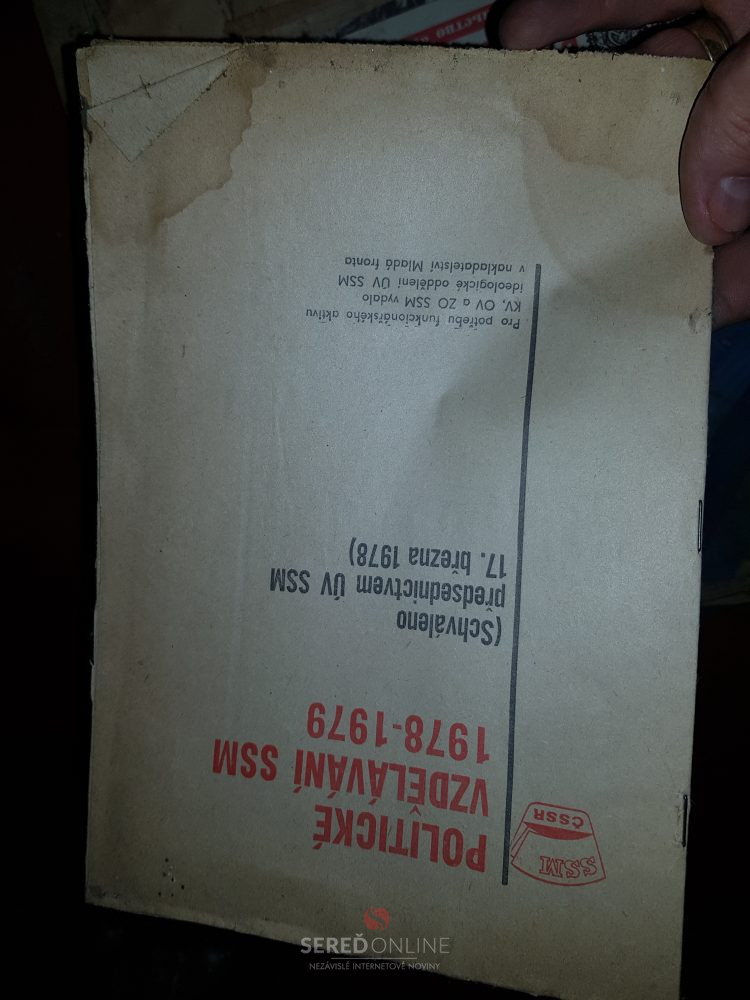 SSM
ČSSR
POLITICKÉ
VZDĚLÁVÁNÍ SSM
1978-1979
(Schváleno
předsednictvem ÚV SSM
17. března 1978)
Pro potřebu funkcionářského aktivu
KV, OV a ZO SSM vydalo
ideologické oddělení ÚV SSM
v nakladatelství Mladá fronta
SEREĎONLINE
NEZÁVISLÉ INTERNETOVÉ NOVINY